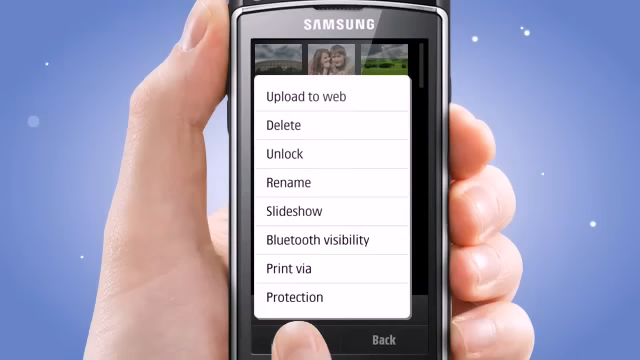 SAMSUNG
Upload to web
Delete
Unlock
Rename
Slideshow
Bluetooth visibility
Print via
Protection
Back